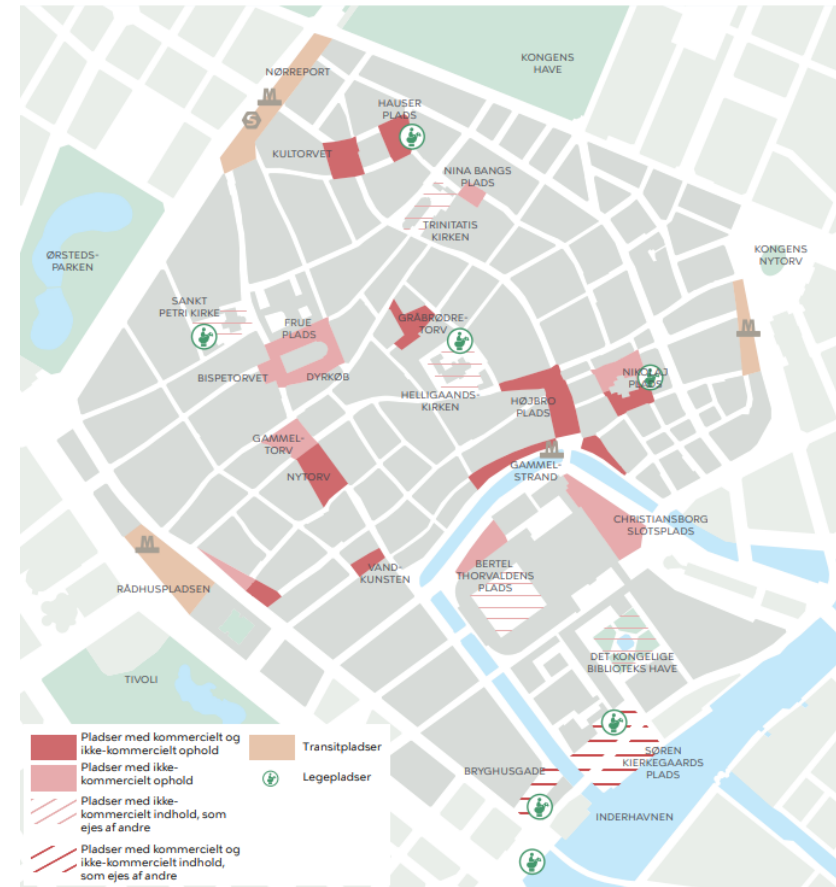 KONGENS
HAVE
NØRREPORT
M
S
HAUSER
PLADS
KULTORVET
NINA BANGS
PLADS
TRINITATIS
KIRKEN
ØRSTEDS-
PARKEN
KONGENS
NYTORV
SANKT
PETRI KIRKE
FRUE
PLADS
GRÅBRØDRE-
TORV
M
BISPETORVET
DYRKØB
HELLIGAANDS-
KIRKEN
HØJBRO
PLADS
NIKOLAJ
PLADS
GAMMEL-
TORV
NYTORV
M
GAMMEL-
STRAND
CHRISTIANSBORG
SLOTSPLADS
M
RÅDHUSPLADSEN
VAND-
KUNSTEN
BERTEL
THORVALDENS
PLADS
TIVOLI
DET KONGELIGE
BIBLIOTEKS HAVE
SØREN
KIERKEGAARDS
PLADS
BRYGHUSGADE
INDERHAVNEN
Pladser med kommercielt og
ikke-kommercielt ophold
Pladser med ikke-
kommercielt ophold
Pladser med ikke-
kommercielt indhold, som
ejes af andre
Pladser med kommercielt og
ikke-kommercielt indhold,
som ejes af andre
Transitpladser
Legepladser